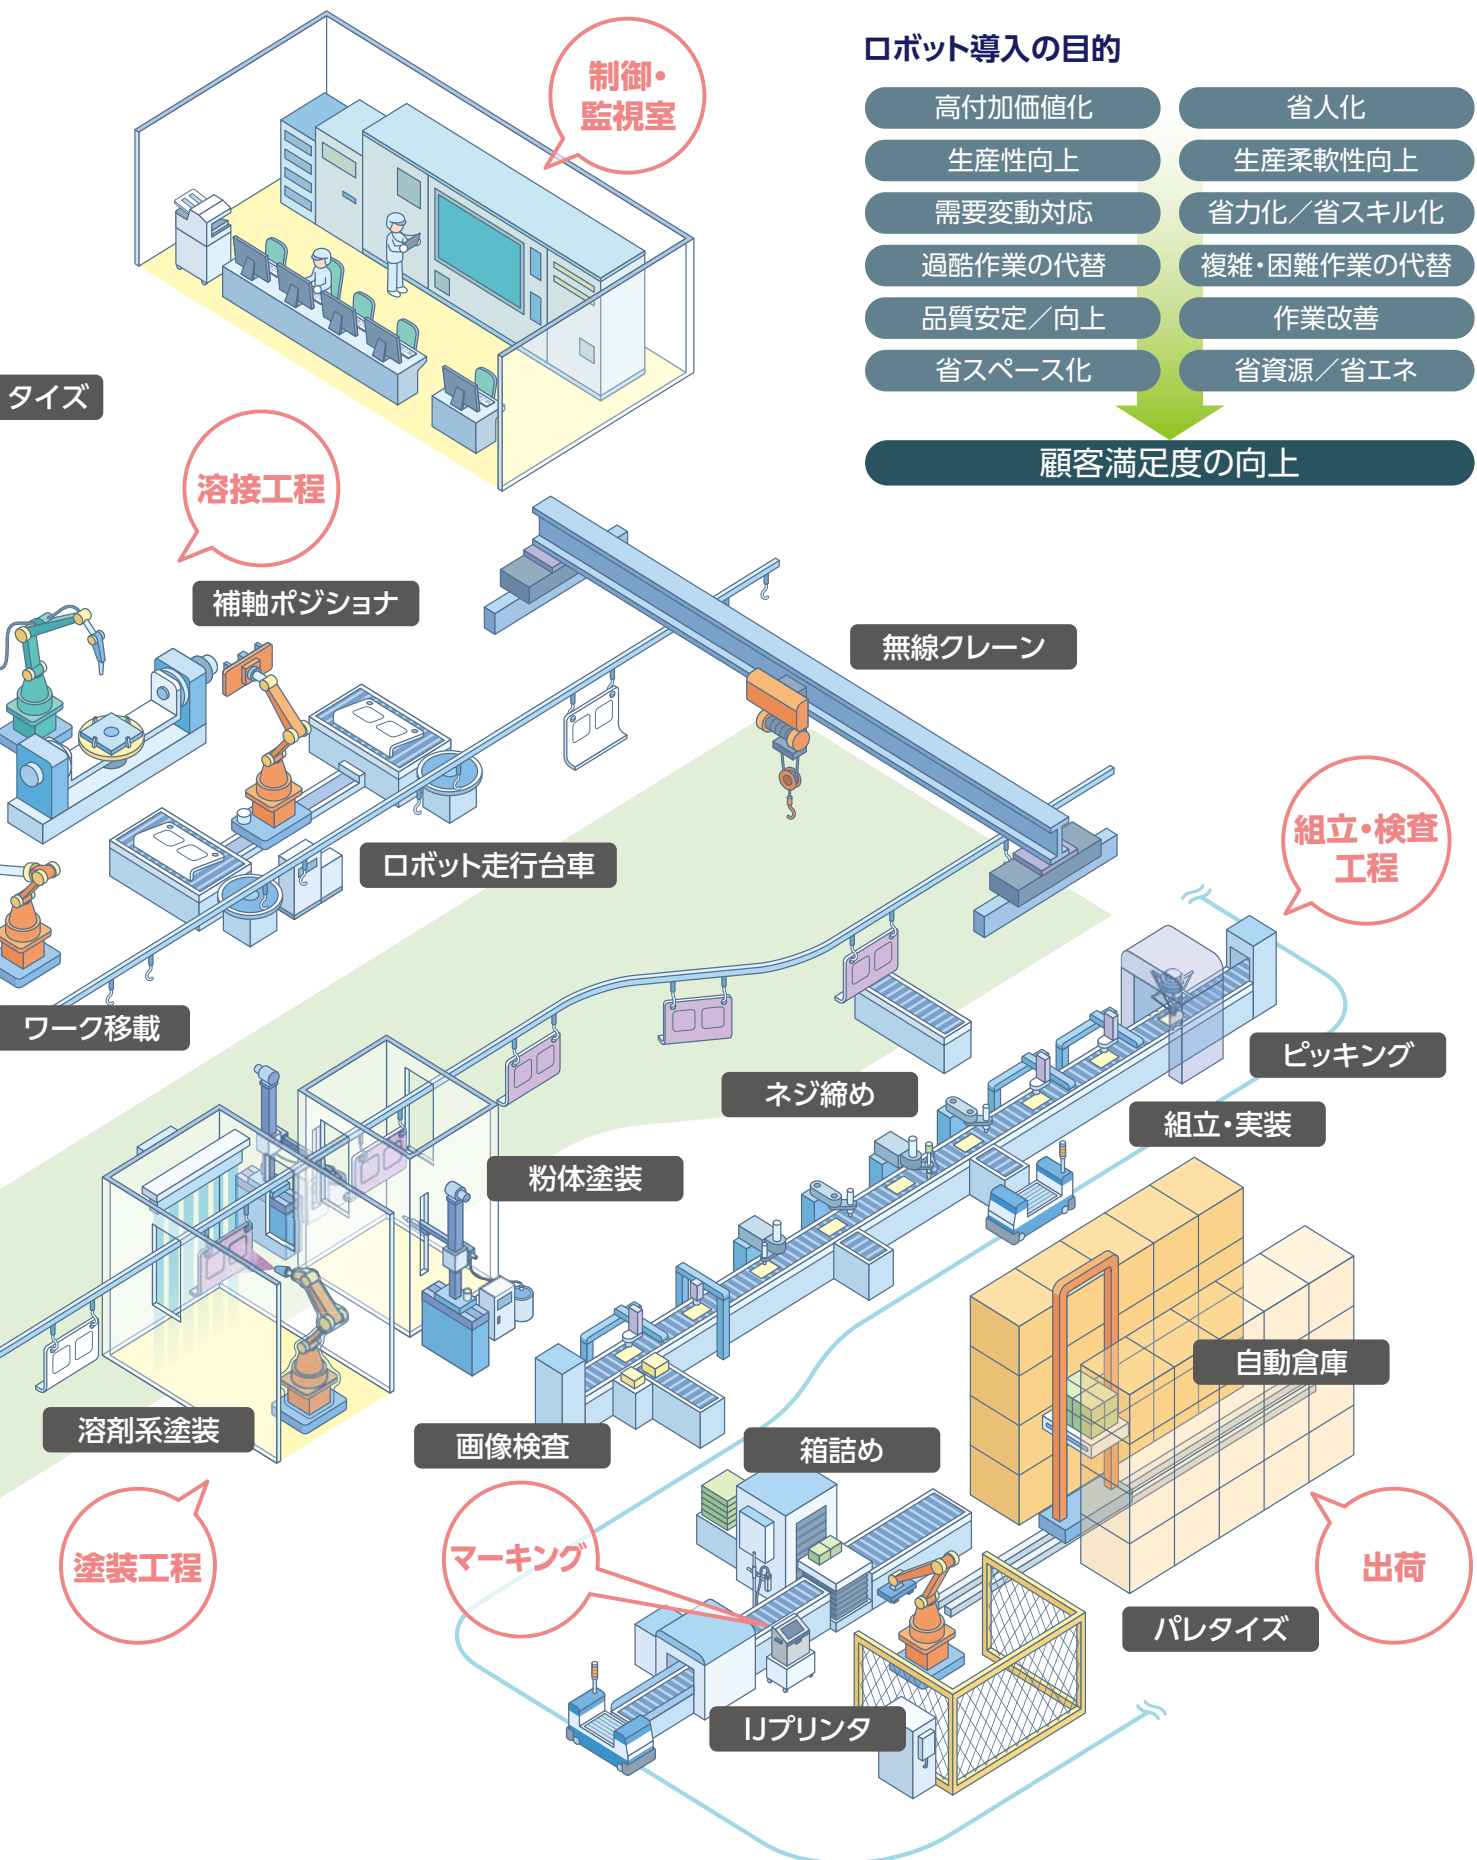 ロボット導入の目的
高付加価値化
省人化
生産性向上
生産柔軟性向上
需要変動対応
省力化／省スキル化
過酷作業の代替
複雑・困難作業の代替
品質安定／向上
作業改善
省スペース化
省資源／省エネ
顧客満足度の向上
制御・
監視室
タイズ
溶接工程
補軸ポジショナ
無線クレーン
ロボット走行台車
組立・検査
工程
ワーク移載
ピッキング
ネジ締め
組立・実装
粉体塗装
自動倉庫
溶剤系塗装
画像検査
箱詰め
塗装工程
マーキング
出荷
パレタイズ
IJプリンタ